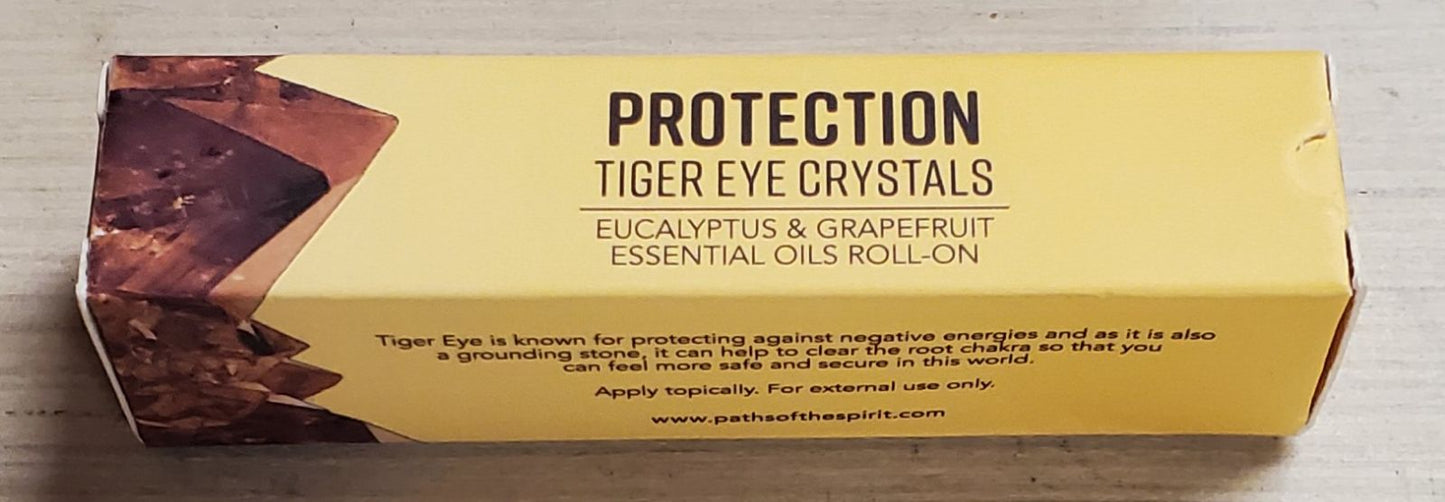 PROTECTION
TIGER EYE CRYSTALS
EUCALYPTUS & GRAPEFRUIT
ESSENTIAL OILS ROLL-ON
Tiger Eye is known for protecting against negative energies and as it is also
a grounding stone, it can help to clear the root chakra so that you
can feel more safe and secure in this world.
Apply topically. For external use only.
www.pathsofthespirit.com